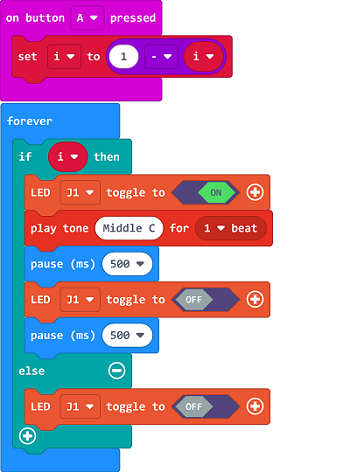 on button A pressed
set i to 1 - i
forever
if i then
LED J1 toggle to ON
play tone Middle C for 1 beat
pause (ms) 500
LED J1 toggle to OFF
pause (ms) 500
else
LED J1 toggle to OFF